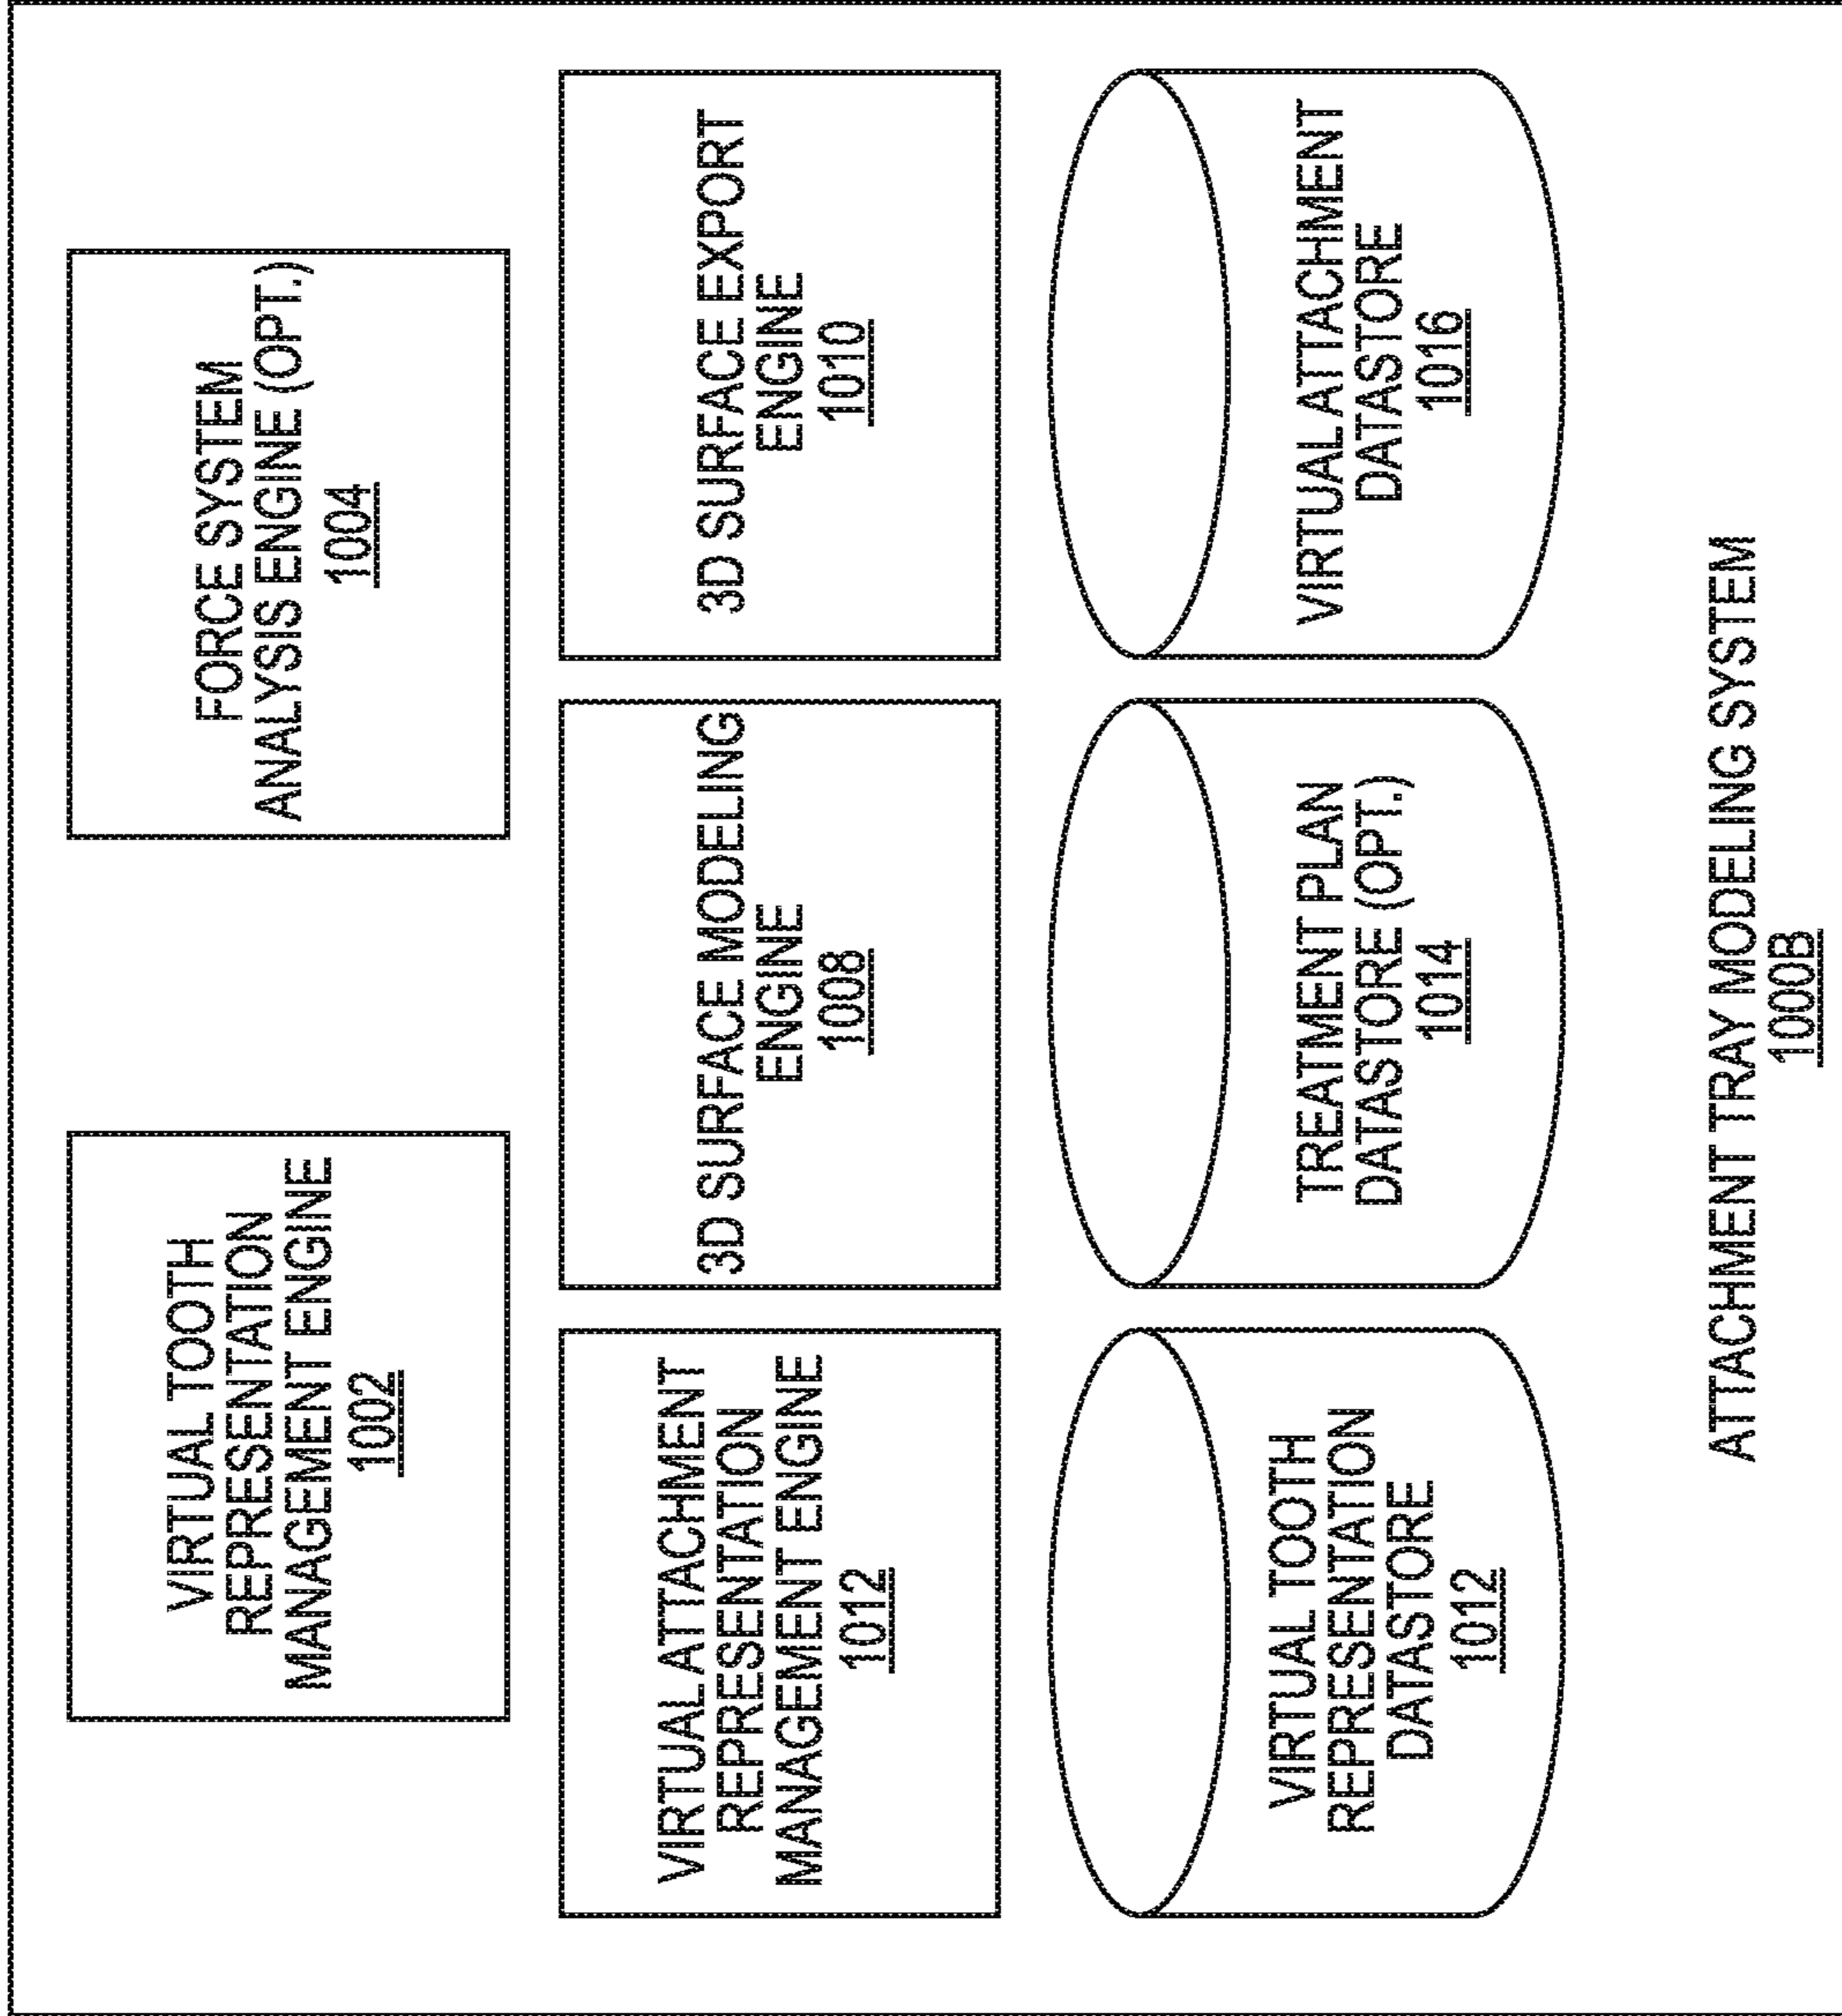 VIRTUAL TOOTH
REPRESENTATION
MANAGEMENT ENGINE
1002
FORCE SYSTEM
ANALYSIS ENGINE (OPT.)
1004
VIRTUAL ATTACHMENT
REPRESENTATION
MANAGEMENT ENGINE
1012
3D SURFACE MODELING
ENGINE
1008
3D SURFACE EXPORT
ENGINE
1010
VIRTUAL TOOTH
REPRESENTATION
DATASTORE
1012
TREATMENT PLAN
DATASTORE (OPT.)
1014
VIRTUAL ATTACHMENT
DATASTORE
1016
ATTACHMENT TRAY MODELING SYSTEM
1000B